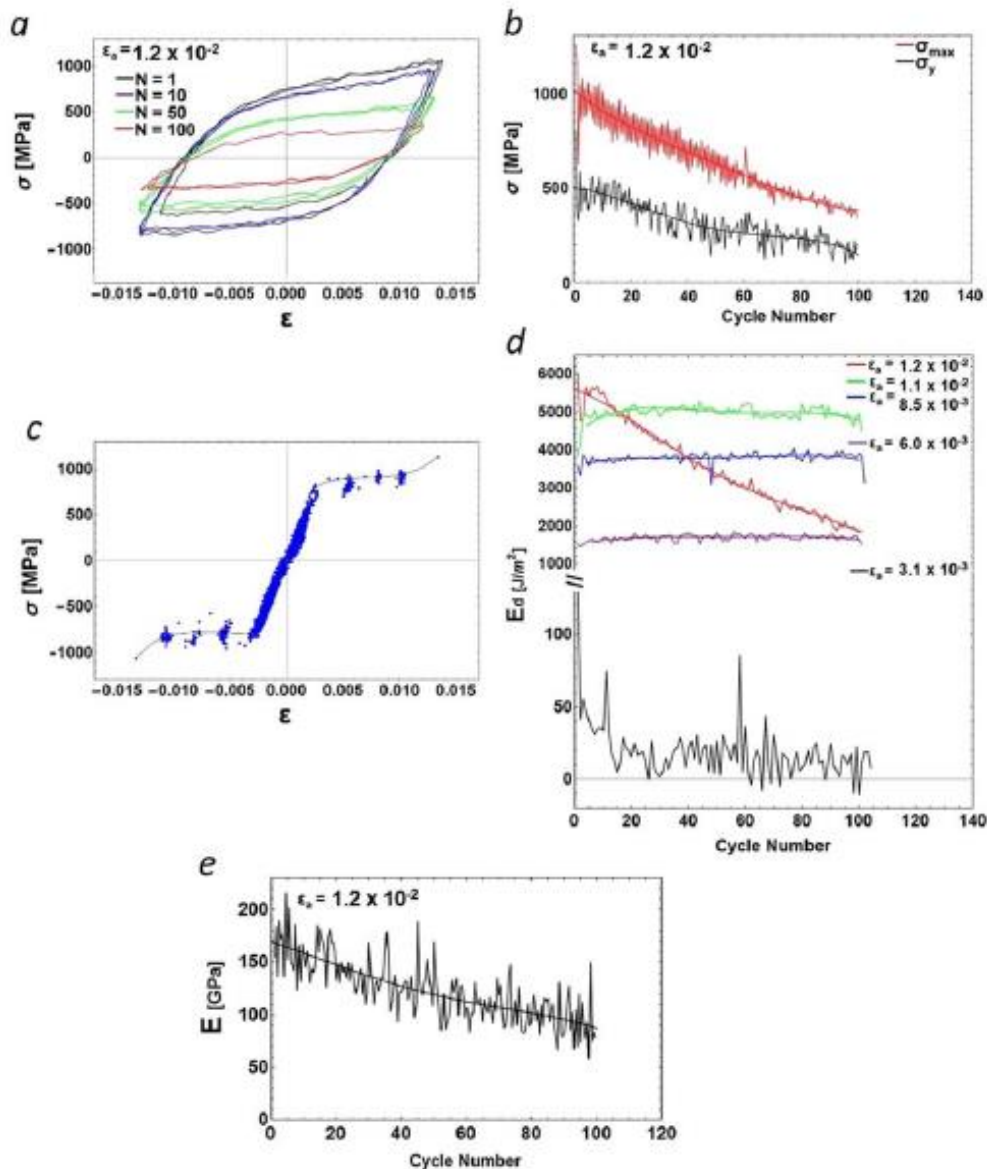 a
εₐ = 1.2 x 10⁻²
N = 1
N = 10
N = 50
N = 100
1000
500
0
−500
−1000
σ [MPa]
−0.015 −0.010 −0.005 0.000 0.005 0.010 0.015
ε
b
εₐ = 1.2 x 10⁻²
σmax
σy
1000
500
0
σ [MPa]
0 20 40 60 80 100 120 140
Cycle Number
c
1000
500
0
−500
−1000
σ [MPa]
−0.015 −0.010 −0.005 0.000 0.005 0.010 0.015
ε
d
εₐ = 1.2 x 10⁻²
εₐ = 1.1 x 10⁻²
εₐ = 8.5 x 10⁻³
εₐ = 6.0 x 10⁻³
εₐ = 3.1 x 10⁻³
6000
5000
4000
3000
2000
1000
100
50
0
Ed [J/m²]
0 20 40 60 80 100 120 140
Cycle Number
e
εₐ = 1.2 x 10⁻²
200
150
100
50
0
E [GPa]
0 20 40 60 80 100 120
Cycle Number